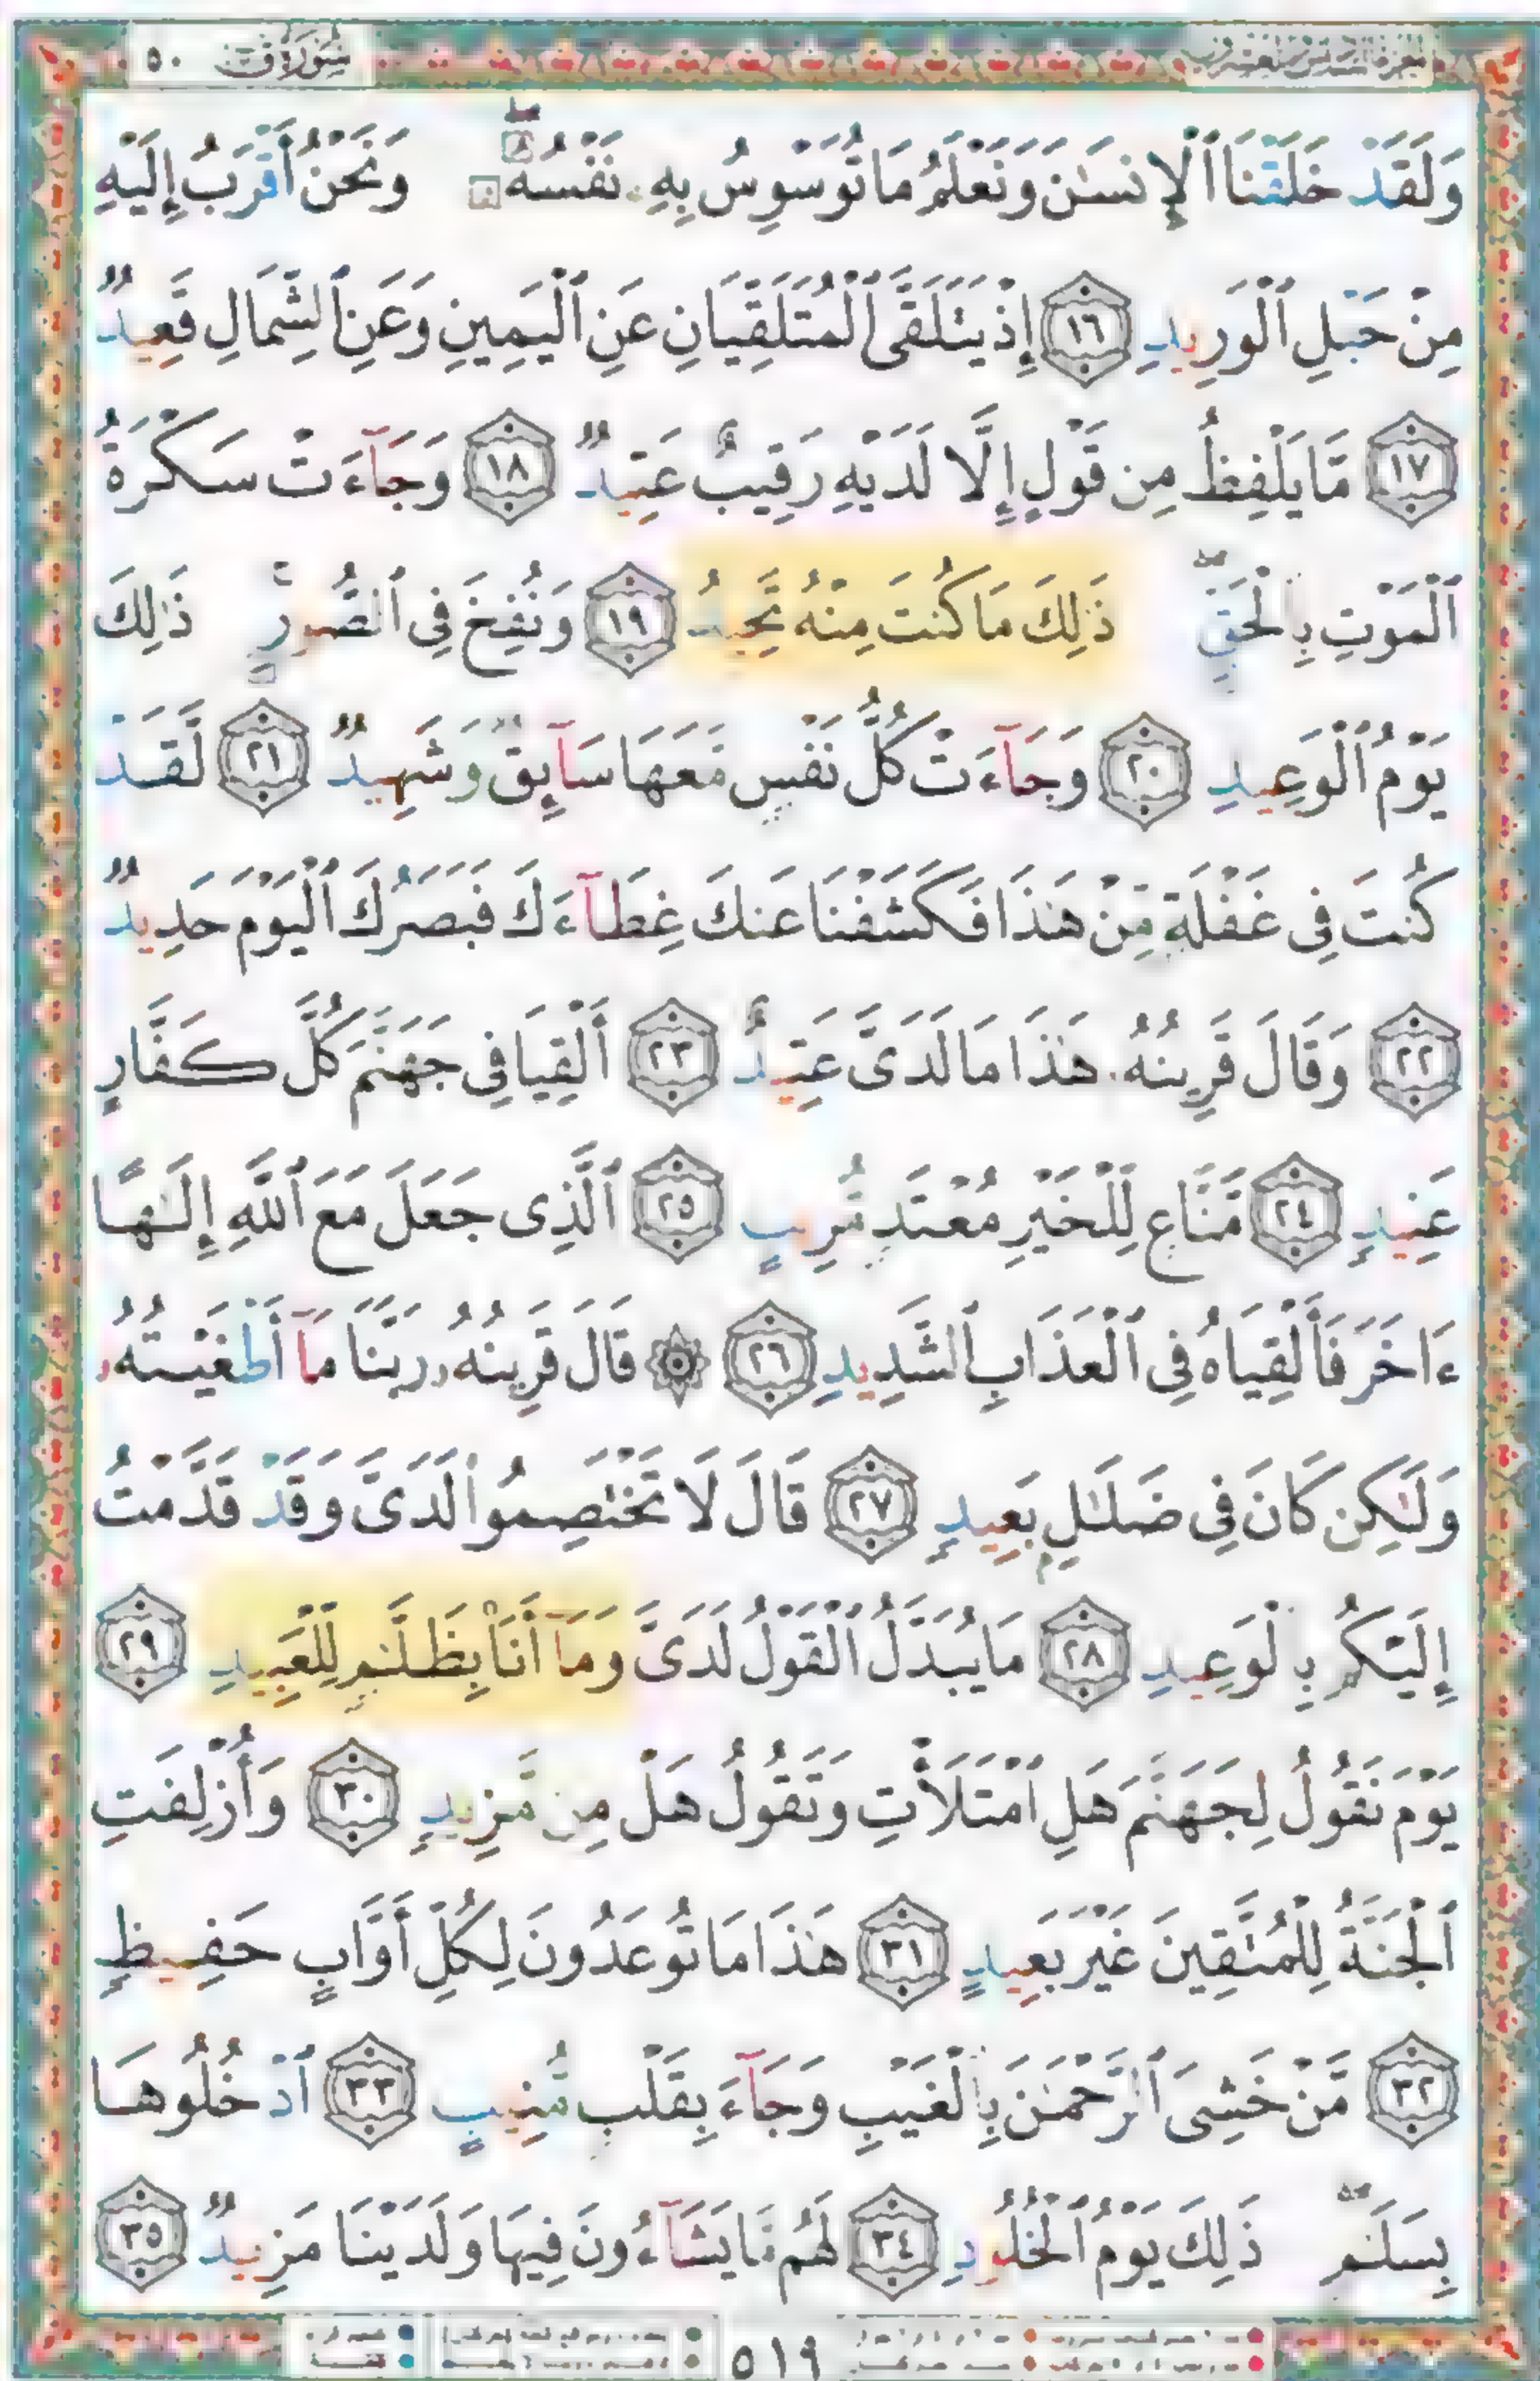 سُورَةُ قٓ ٥٠
وَلَقَدْ خَلَقْنَا ٱلْإِنسَـٰنَ وَنَعْلَمُ مَا تُوَسْوِسُ بِهِۦ نَفْسُهُۥ ۖ وَنَحْنُ أَقْرَبُ إِلَيْهِ
مِنْ حَبْلِ ٱلْوَرِيدِ ١٦ إِذْ يَتَلَقَّى ٱلْمُتَلَقِّيَانِ عَنِ ٱلْيَمِينِ وَعَنِ ٱلشِّمَالِ قَعِيدٌ
١٧ مَّا يَلْفِظُ مِن قَوْلٍ إِلَّا لَدَيْهِ رَقِيبٌ عَتِيدٌ ١٨ وَجَآءَتْ سَكْرَةُ
ٱلْمَوْتِ بِٱلْحَقِّ ۖ ذَٰلِكَ مَا كُنتَ مِنْهُ تَحِيدُ ١٩ وَنُفِخَ فِى ٱلصُّورِ ۚ ذَٰلِكَ
يَوْمُ ٱلْوَعِيدِ ٢٠ وَجَآءَتْ كُلُّ نَفْسٍ مَّعَهَا سَآئِقٌ وَشَهِيدٌ ٢١ لَّقَدْ
كُنتَ فِى غَفْلَةٍ مِّنْ هَـٰذَا فَكَشَفْنَا عَنكَ غِطَآءَكَ فَبَصَرُكَ ٱلْيَوْمَ حَدِيدٌ
٢٢ وَقَالَ قَرِينُهُۥ هَـٰذَا مَا لَدَىَّ عَتِيدٌ ٢٣ أَلْقِيَا فِى جَهَنَّمَ كُلَّ كَفَّارٍ
عَنِيدٍ ٢٤ مَّنَّاعٍ لِّلْخَيْرِ مُعْتَدٍ مُّرِيبٍ ٢٥ ٱلَّذِى جَعَلَ مَعَ ٱللَّهِ إِلَـٰهًا
ءَاخَرَ فَأَلْقِيَاهُ فِى ٱلْعَذَابِ ٱلشَّدِيدِ ٢٦ ۞ قَالَ قَرِينُهُۥ رَبَّنَا مَآ أَطْغَيْتُهُۥ
وَلَـٰكِن كَانَ فِى ضَلَـٰلٍۭ بَعِيدٍ ٢٧ قَالَ لَا تَخْتَصِمُوا۟ لَدَىَّ وَقَدْ قَدَّمْتُ
إِلَيْكُم بِٱلْوَعِيدِ ٢٨ مَا يُبَدَّلُ ٱلْقَوْلُ لَدَىَّ وَمَآ أَنَا۠ بِظَلَّـٰمٍ لِّلْعَبِيدِ ٢٩
يَوْمَ نَقُولُ لِجَهَنَّمَ هَلِ ٱمْتَلَأْتِ وَتَقُولُ هَلْ مِن مَّزِيدٍ ٣٠ وَأُزْلِفَتِ
ٱلْجَنَّةُ لِلْمُتَّقِينَ غَيْرَ بَعِيدٍ ٣١ هَـٰذَا مَا تُوعَدُونَ لِكُلِّ أَوَّابٍ حَفِيظٍ
٣٢ مَّنْ خَشِىَ ٱلرَّحْمَـٰنَ بِٱلْغَيْبِ وَجَآءَ بِقَلْبٍ مُّنِيبٍ ٣٣ ٱدْخُلُوهَا
بِسَلَـٰمٍ ۖ ذَٰلِكَ يَوْمُ ٱلْخُلُودِ ٣٤ لَهُم مَّا يَشَآءُونَ فِيهَا وَلَدَيْنَا مَزِيدٌ ٣٥
٥١٩